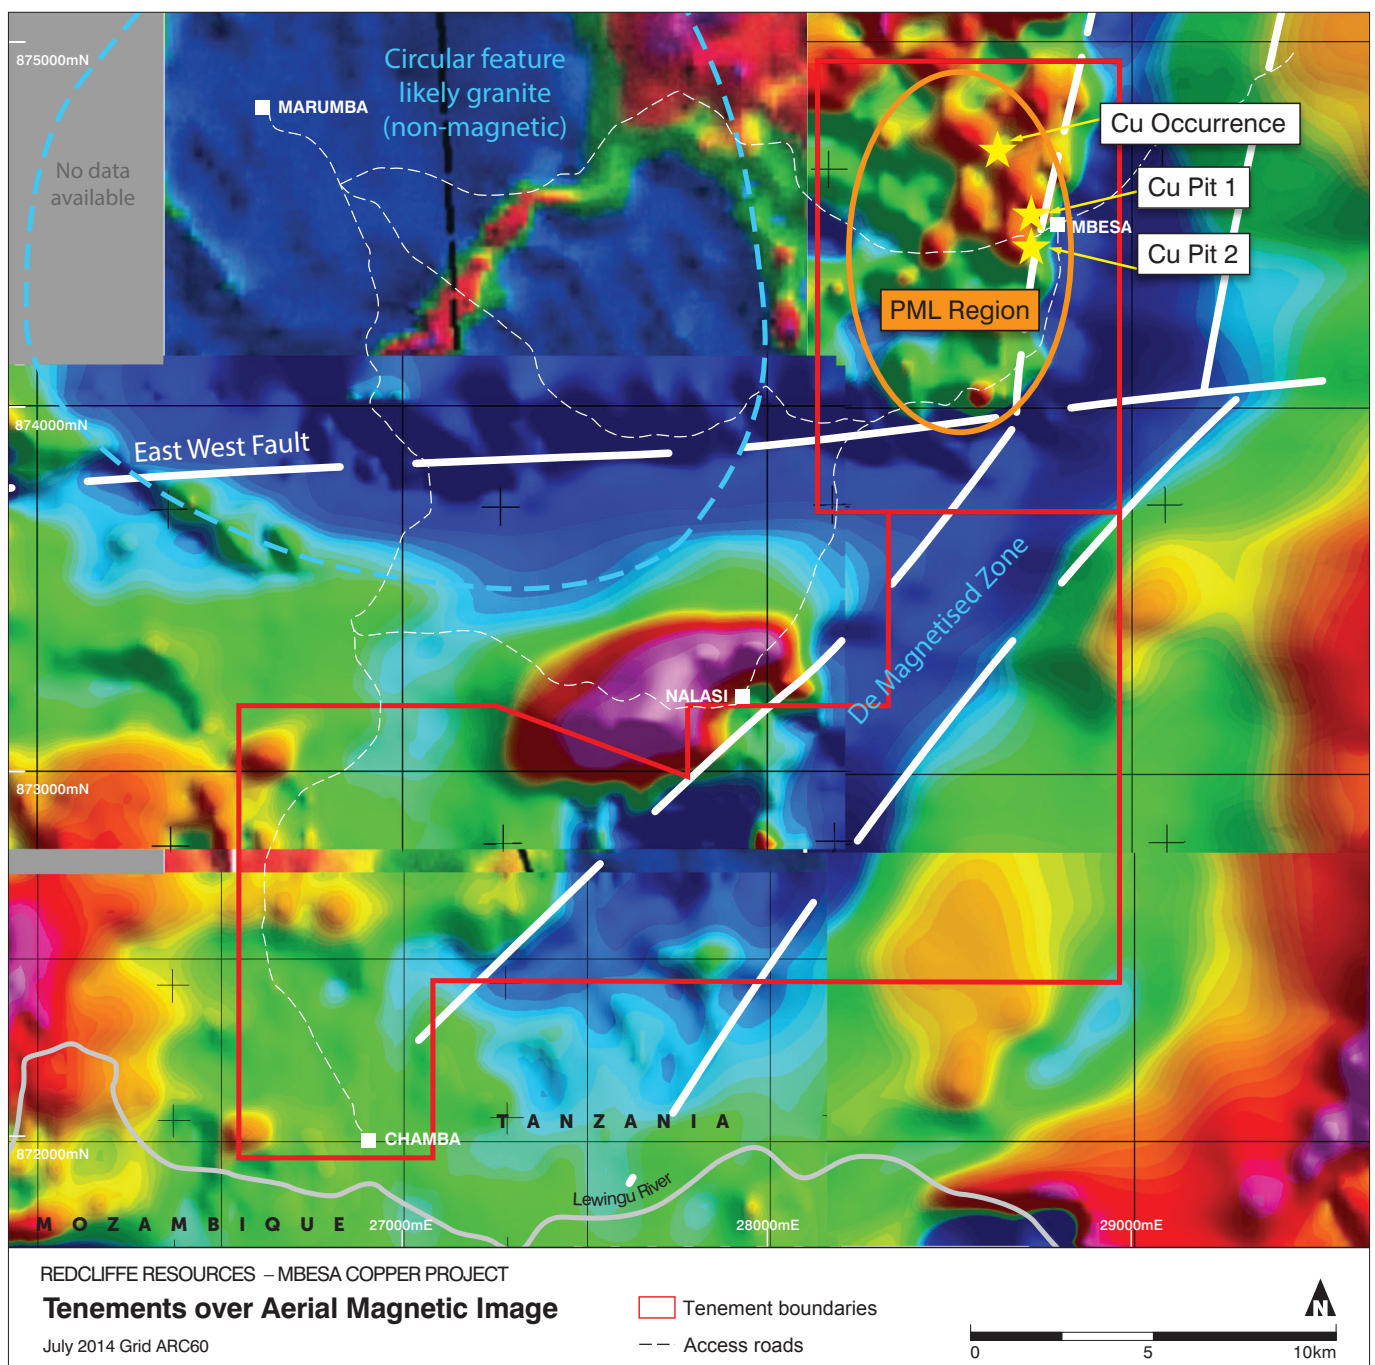 875000mN
Circular feature
likely granite
(non-magnetic)
MARUMBA
No data
available
Cu Occurrence
Cu Pit 1
MBESA
Cu Pit 2
PML Region
874000mN
East West Fault
De Magnetised Zone
NALASI
873000mN
TANZANIA
CHAMBA
872000mN
Lewingu River
MOZAMBIQUE
27000mE
28000mE
29000mE
REDCLIFFE RESOURCES – MBESA COPPER PROJECT
Tenements over Aerial Magnetic Image
July 2014 Grid ARC60
Tenement boundaries
Access roads
N
0 5 10km